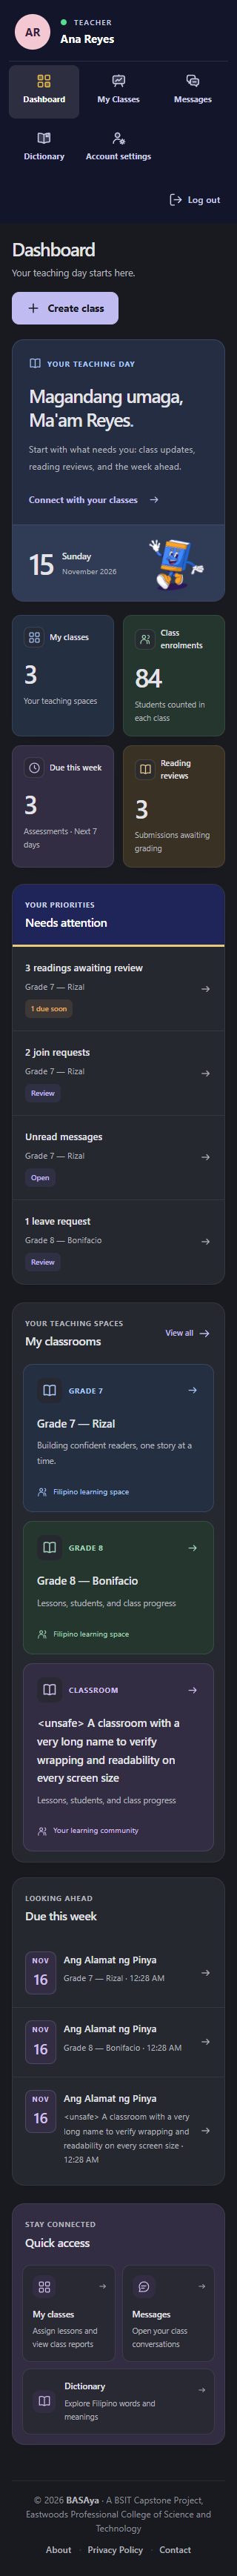 AR
TEACHER
Ana Reyes
Dashboard
My Classes
Messages
Dictionary
Account settings
Log out
Dashboard
Your teaching day starts here.
Create class
YOUR TEACHING DAY
Magandang umaga,
Ma'am Reyes.
Start with what needs you: class updates,
reading reviews, and the week ahead.
Connect with your classes
15
Sunday
November 2026
My classes
3
Your teaching spaces
Class
enrolments
84
Students counted in
each class
Due this week
3
Assessments · Next 7
days
Reading
reviews
3
Submissions awaiting
grading
YOUR PRIORITIES
Needs attention
3 readings awaiting review
Grade 7 — Rizal
1 due soon
2 join requests
Grade 7 — Rizal
Review
Unread messages
Grade 7 — Rizal
Open
1 leave request
Grade 8 — Bonifacio
Review
YOUR TEACHING SPACES
My classrooms
View all
GRADE 7
Grade 7 — Rizal
Building confident readers, one story at a
time.
Filipino learning space
GRADE 8
Grade 8 — Bonifacio
Lessons, students, and class progress
Filipino learning space
CLASSROOM
<unsafe> A classroom with a
very long name to verify
wrapping and readability on
every screen size
Lessons, students, and class progress
Your learning community
LOOKING AHEAD
Due this week
NOV
16
Ang Alamat ng Pinya
Grade 7 — Rizal · 12:28 AM
NOV
16
Ang Alamat ng Pinya
Grade 8 — Bonifacio · 12:28 AM
NOV
16
Ang Alamat ng Pinya
<unsafe> A classroom with a very
long name to verify wrapping and
readability on every screen size ·
12:28 AM
STAY CONNECTED
Quick access
My classes
Assign lessons and
view class reports
Messages
Open your class
conversations
Dictionary
Explore Filipino words and
meanings
© 2026 BASAya · A BSIT Capstone Project,
Eastwoods Professional College of Science and
Technology
About · Privacy Policy · Contact